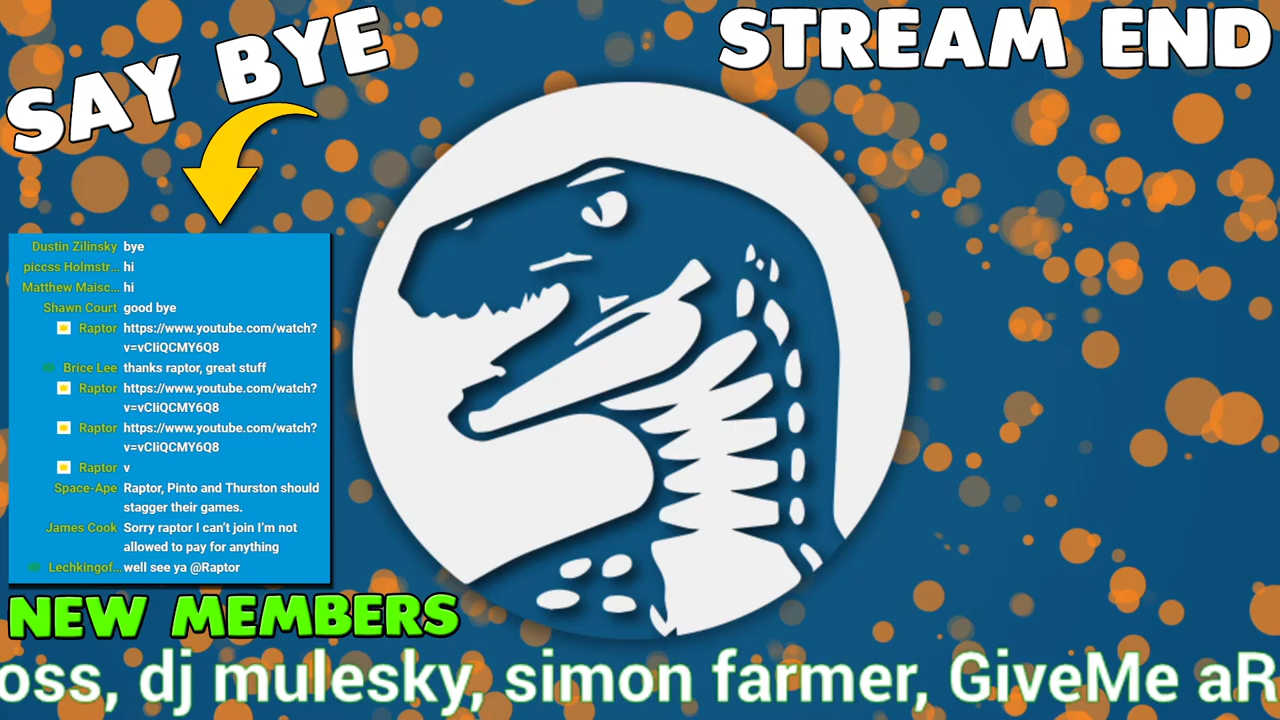 SAY BYE
STREAM END
Dustin Zilinsky bye
piccss Holmstr... hi
Matthew Maisc... hi
Shawn Court good bye
Raptor https://www.youtube.com/watch?
v=vCIiQCMY6Q8
Brice Lee thanks raptor, great stuff
Raptor https://www.youtube.com/watch?
v=vCIiQCMY6Q8
Raptor https://www.youtube.com/watch?
v=vCIiQCMY6Q8
Raptor v
Space-Ape Raptor, Pinto and Thurston should
stagger their games.
James Cook Sorry raptor I can't join I'm not
allowed to pay for anything
Lechkingof... well see ya @Raptor
NEW MEMBERS
oss, dj mulesky, simon farmer, GiveMe aR